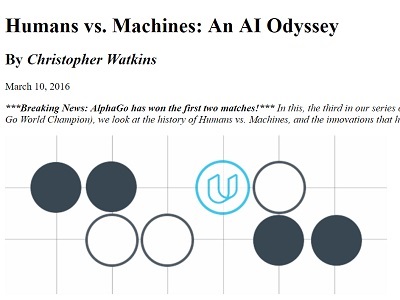 Humans vs. Machines: An AI Odyssey
By Christopher Watkins
March 10, 2016
***Breaking News: AlphaGo has won the first two matches!*** In this, the third in our series
Go World Champion), we look at the history of Humans vs. Machines, and the innovations that